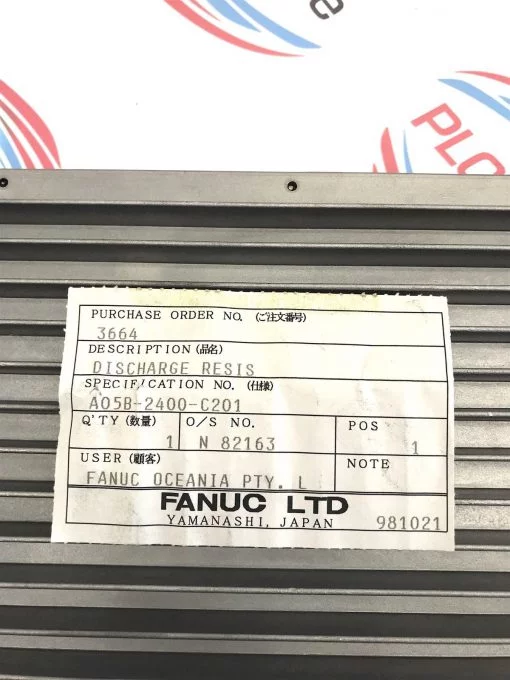 e
PLC
PURCHASE ORDER NO. (ご注文番号)
3664
DESCRIPTION (品名)
DISCHARGE RESIS
SPECIFICATION NO. (仕様)
A05B-2400-C201
Q'TY (数量) O/S NO. POS
1 N 82163 1
USER (顧客) NOTE
FANUC OCEANIA PTY. L
FANUC LTD
YAMANASHI, JAPAN 981021